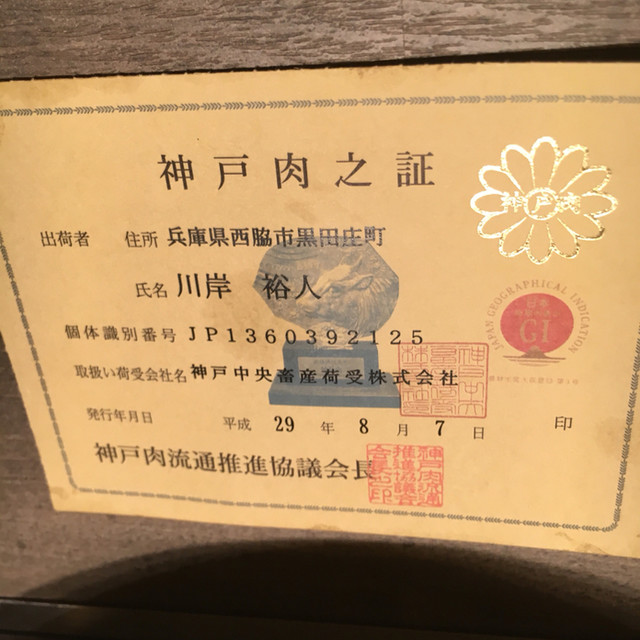 神戸肉之証
出荷者 住所 兵庫県西脇市黒田庄町
氏名 川岸 裕人
個体識別番号 JP1360392125
取扱い荷受会社名 神戸中央畜産荷受株式会社
発行年月日 平成 29 年 8 月 7 日 印
神戸肉流通推進協議会長
JAPAN GEOGRAPHICAL INDICATION
GI